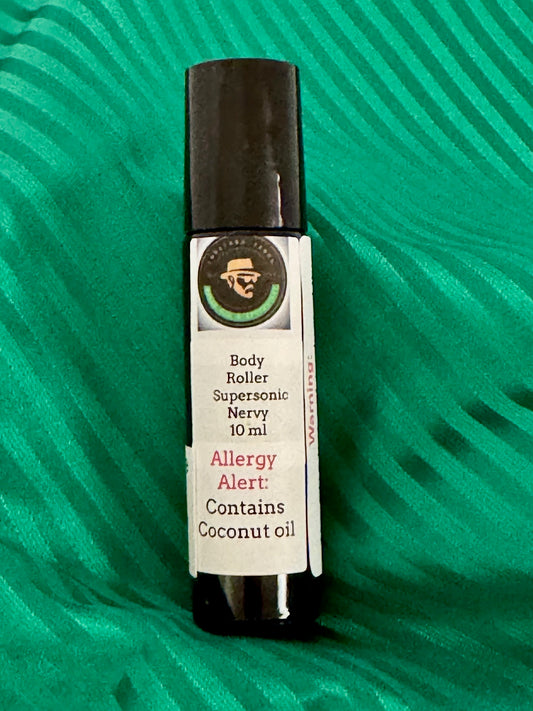 Body
Roller
Supersonic
Nervy
10 ml
Allergy
Alert:
Contains
Coconut oil
Warning: